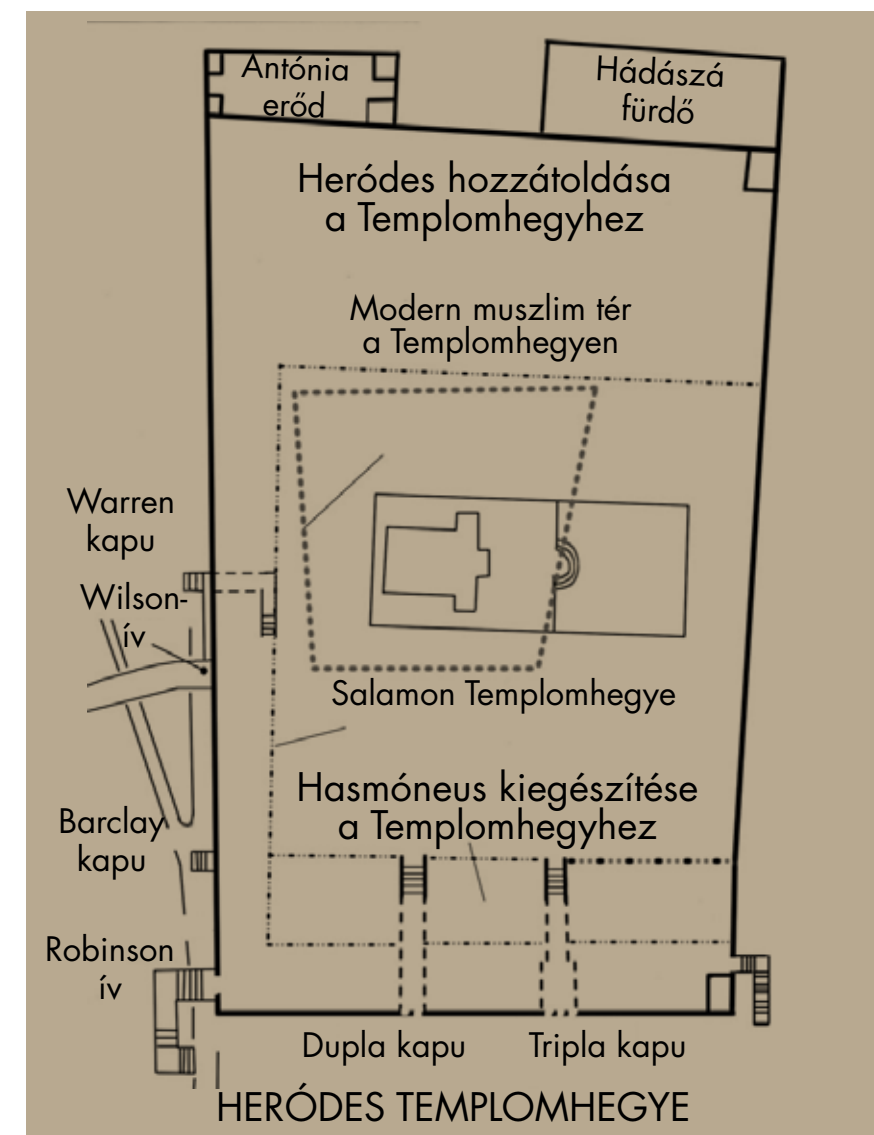 Antónia
erőd
Hádászá
fürdő
Heródes hozzátoldása
a Templomhegyhez
Modern muszlim tér
a Templomhegyen
Warren
kapu
Wilson-
ív
Salamon Templomhegye
Hasmóneus kiegészítése
a Templomhegyhez
Barclay
kapu
Robinson
ív
Dupla kapu
Tripla kapu
HERÓDES TEMPLOMHEGYE